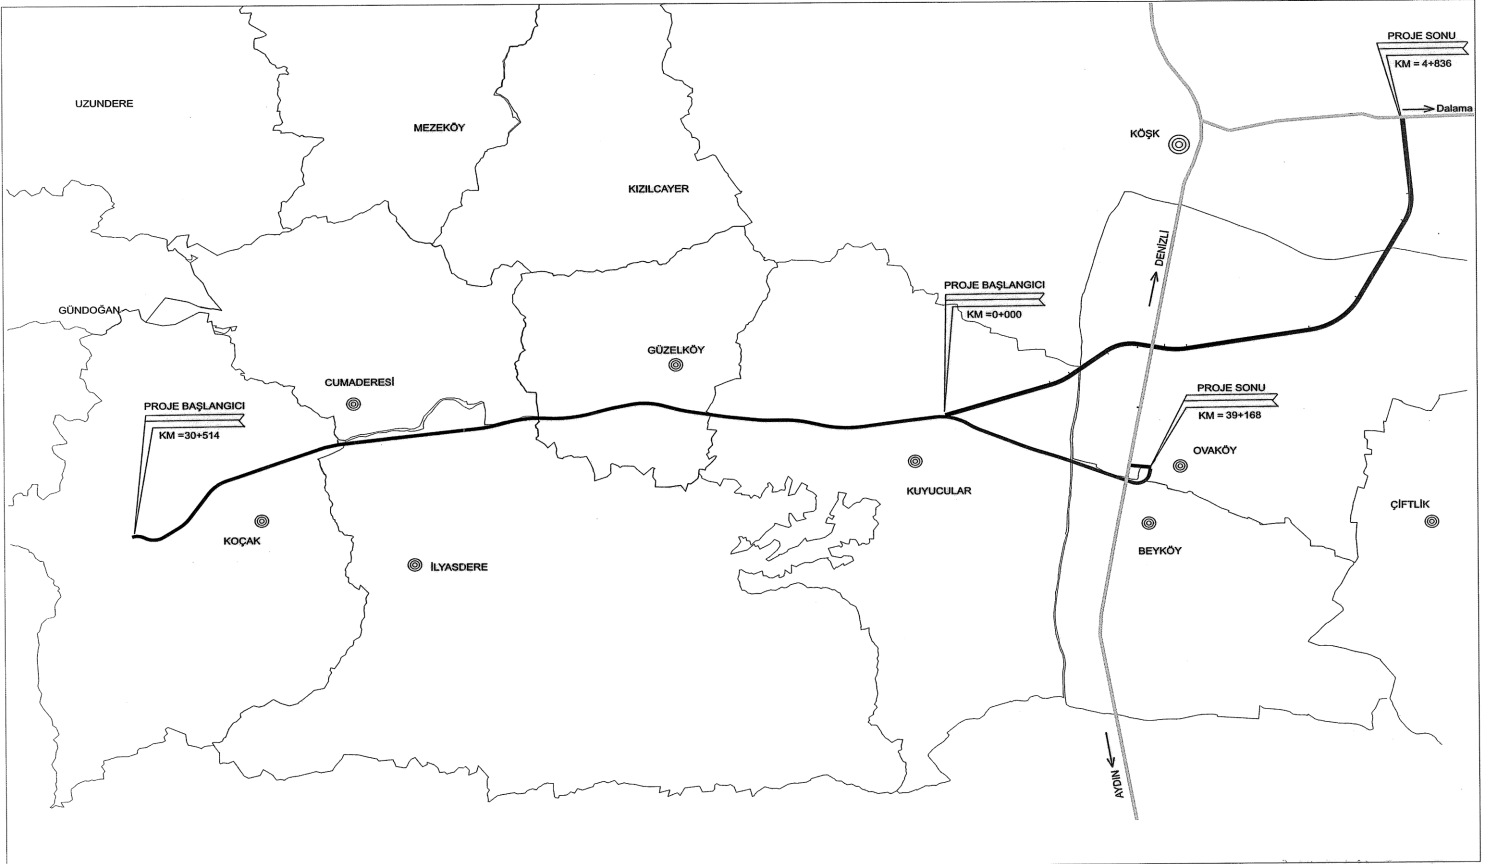 PROJE SONU
KM = 4+836
Dalama
UZUNDERE
MEZEKÖY
KÖŞK
KIZILCAYER
DENİZLİ
PROJE BAŞLANGICI
KM =0+000
GÜNDOĞAN
GÜZELKÖY
CUMADERESİ
PROJE SONU
KM = 39+168
PROJE BAŞLANGICI
KM =30+514
OVAKÖY
KUYUCULAR
ÇİFTLİK
KOÇAK
BEYKÖY
İLYASDERE
AYDIN